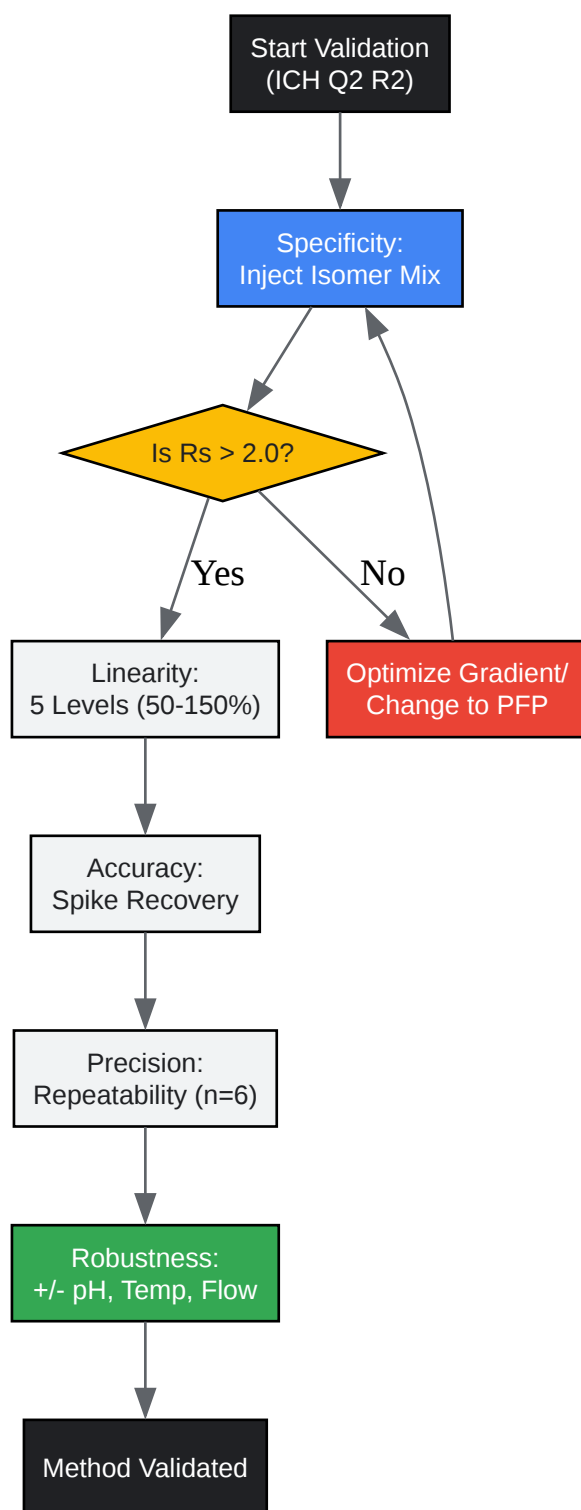 Start Validation
(ICH Q2 R2)
Specificity:
Inject Isomer Mix
Is Rs > 2.0?
Yes
No
Linearity:
5 Levels (50-150%)
Optimize Gradient/
Change to PFP
Accuracy:
Spike Recovery
Precision:
Repeatability (n=6)
Robustness:
+/- pH, Temp, Flow
Method Validated